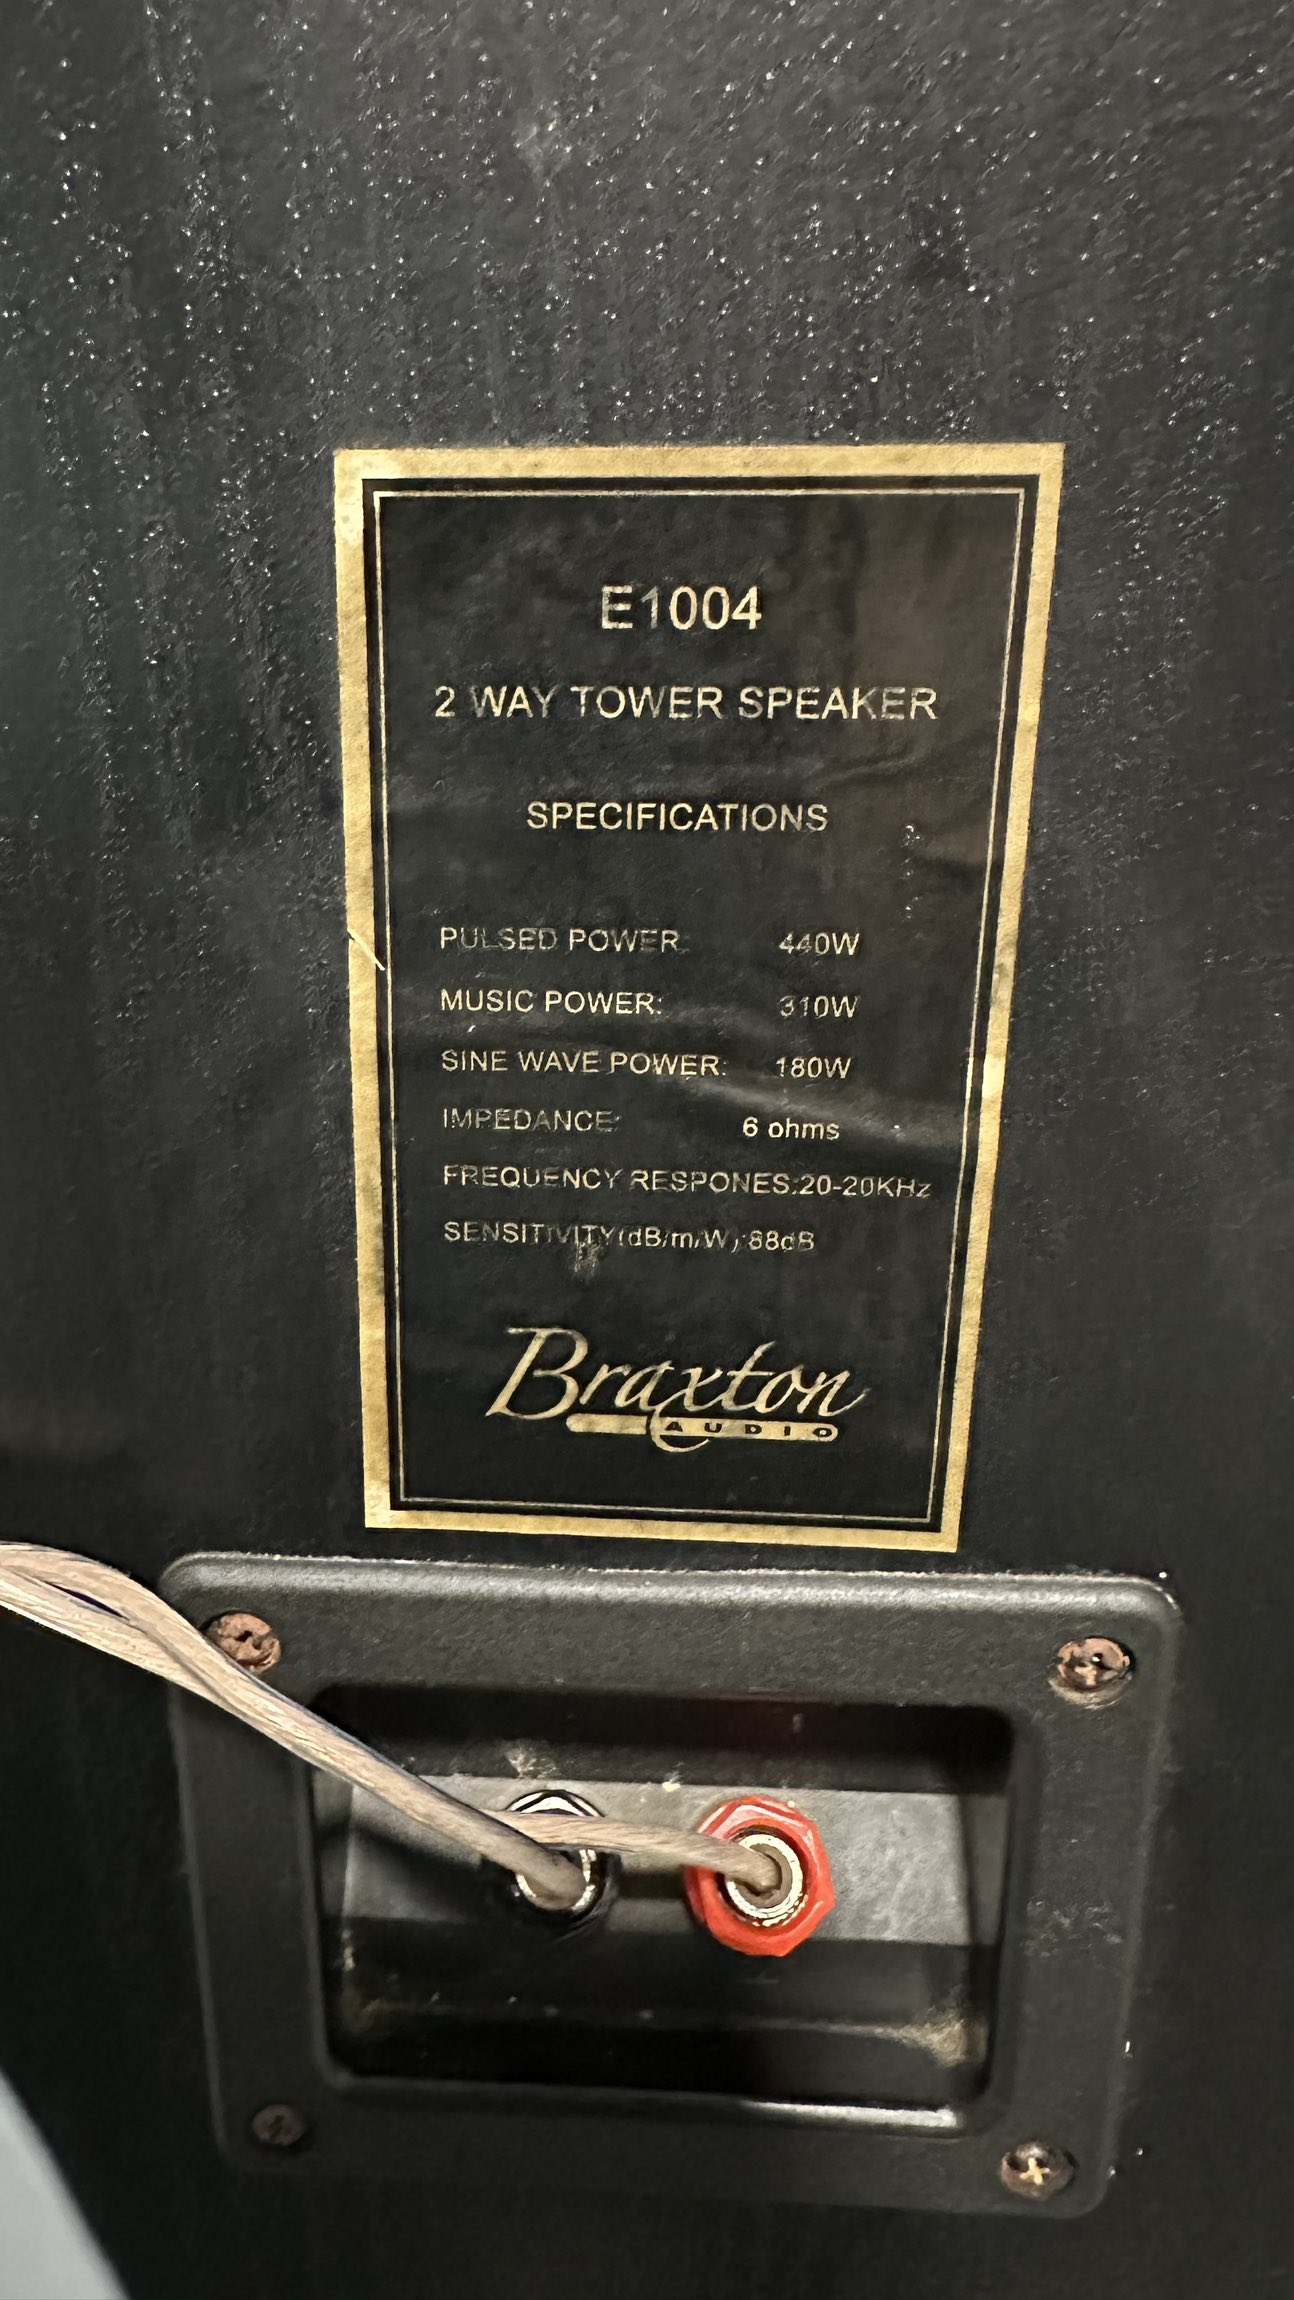 E1004
2 WAY TOWER SPEAKER
SPECIFICATIONS
PULSED POWER: 440W
MUSIC POWER: 310W
SINE WAVE POWER: 180W
IMPEDANCE: 6 ohms
FREQUENCY RESPONES:20-20KHz
SENSITIVITY(dB/m/W):88dB
Braxton
AUDIO